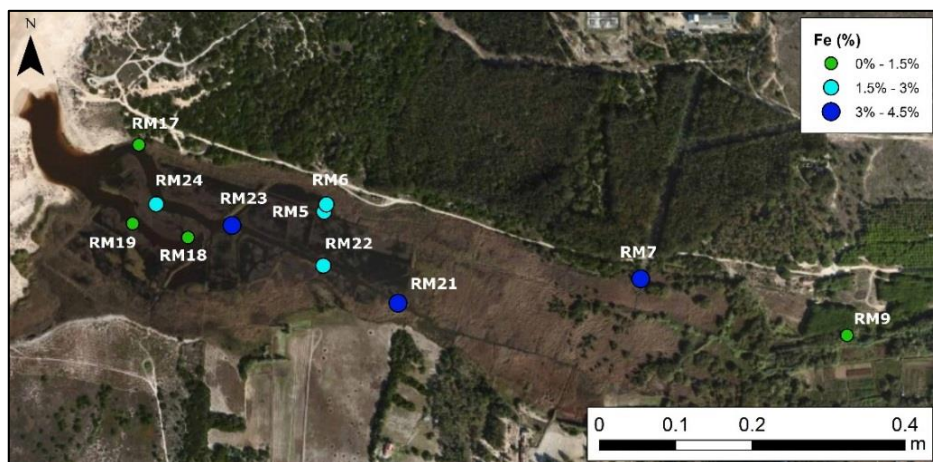 N
Fe (%)
0% - 1.5%
1.5% - 3%
3% - 4.5%
RM17
RM24
RM23
RM6
RM5
RM19
RM18
RM22
RM21
RM7
RM9
0 0.1 0.2 0.4
m